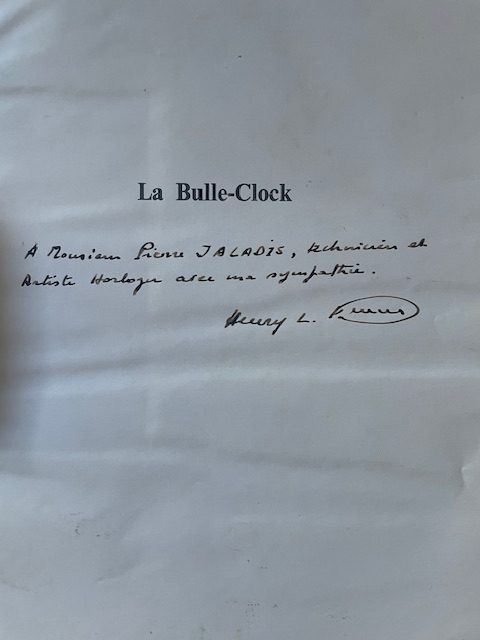 La Bulle-Clock
A Monsieur Pierre JALADIS, technicien et
Artiste Horloger avec ma sympathie.
Henry L.